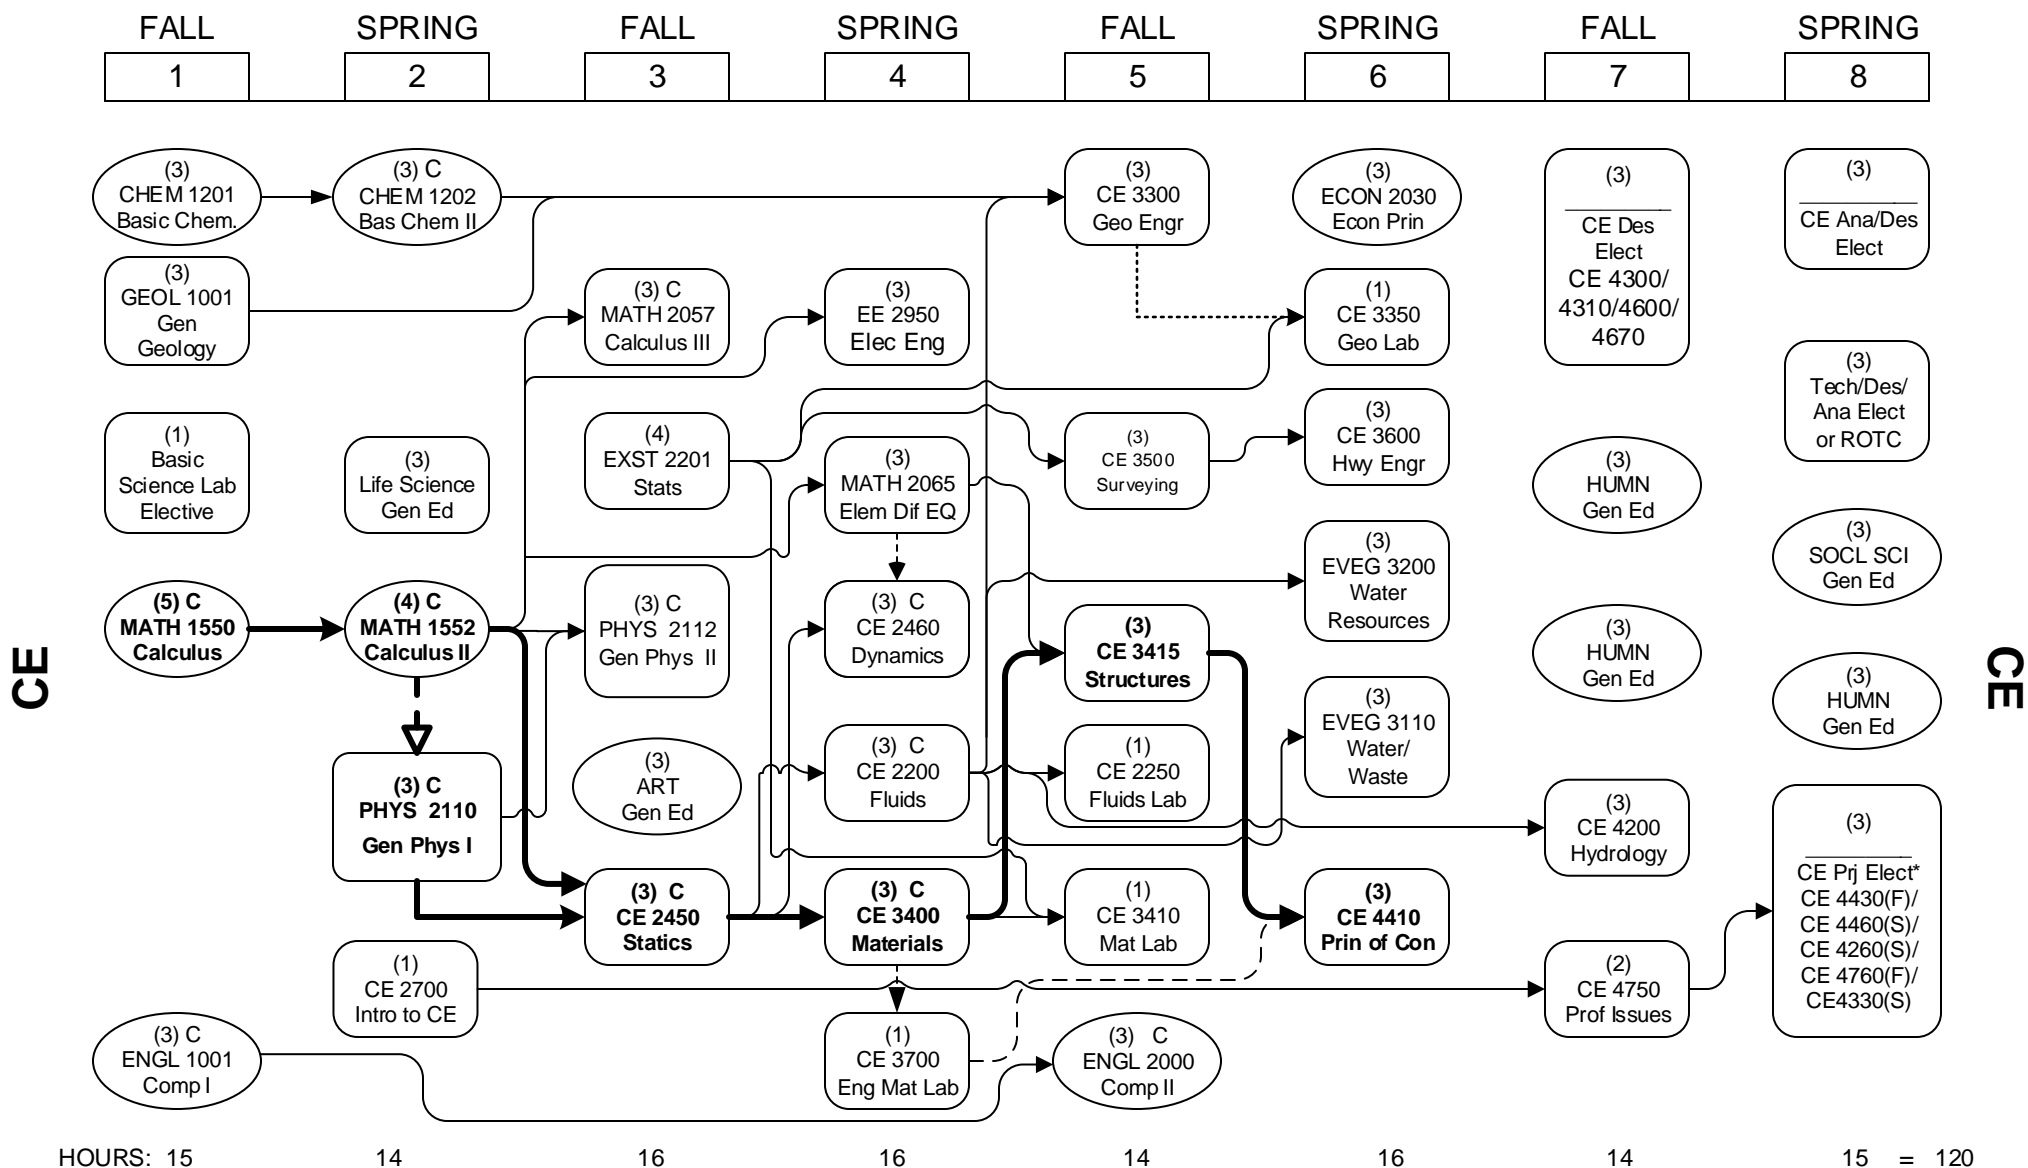 FALL
SPRING
FALL
SPRING
FALL
SPRING
FALL
SPRING
1
2
3
4
5
6
7
8
(3)
CHEM 1201
Basic Chem.
(3)
GEOL 1001
Gen
Geology
(1)
Basic
Science Lab
Elective
(5) C
MATH 1550
Calculus
(3) C
ENGL 1001
Comp I
(3) C
CHEM 1202
Bas Chem II
(3)
Life Science
Gen Ed
(4) C
MATH 1552
Calculus II
(3) C
PHYS 2110
Gen Phys I
(1)
CE 2700
Intro to CE
(3) C
MATH 2057
Calculus III
(4)
EXST 2201
Stats
(3) C
PHYS 2112
Gen Phys II
(3)
ART
Gen Ed
(3) C
CE 2450
Statics
(3)
EE 2950
Elec Eng
(3)
MATH 2065
Elem Dif EQ
(3) C
CE 2460
Dynamics
(3) C
CE 2200
Fluids
(3) C
CE 3400
Materials
(1)
CE 3700
Eng Mat Lab
(3)
CE 3300
Geo Engr
(3)
CE 3500
Surveying
(3)
CE 3415
Structures
(1)
CE 2250
Fluids Lab
(1)
CE 3410
Mat Lab
(3) C
ENGL 2000
Comp II
(3)
ECON 2030
Econ Prin
(1)
CE 3350
Geo Lab
(3)
CE 3600
Hwy Engr
(3)
EVEG 3200
Water
Resources
(3)
EVEG 3110
Water/
Waste
(3)
CE 4410
Prin of Con
(3)
CE Des
Elect
CE 4300/
4310/4600/
4670
(3)
HUMN
Gen Ed
(3)
HUMN
Gen Ed
(3)
CE 4200
Hydrology
(2)
CE 4750
Prof Issues
(3)
CE Ana/Des
Elect
(3)
Tech/Des/
Ana Elect
or ROTC
(3)
SOCL SCI
Gen Ed
(3)
HUMN
Gen Ed
(3)
CE Prj Elect*
CE 4430(F)/
CE 4460(S)/
CE 4260(S)/
CE 4760(F)/
CE4330(S)
CE
CE
HOURS: 15 14 16 16 14 16 14 15 = 120